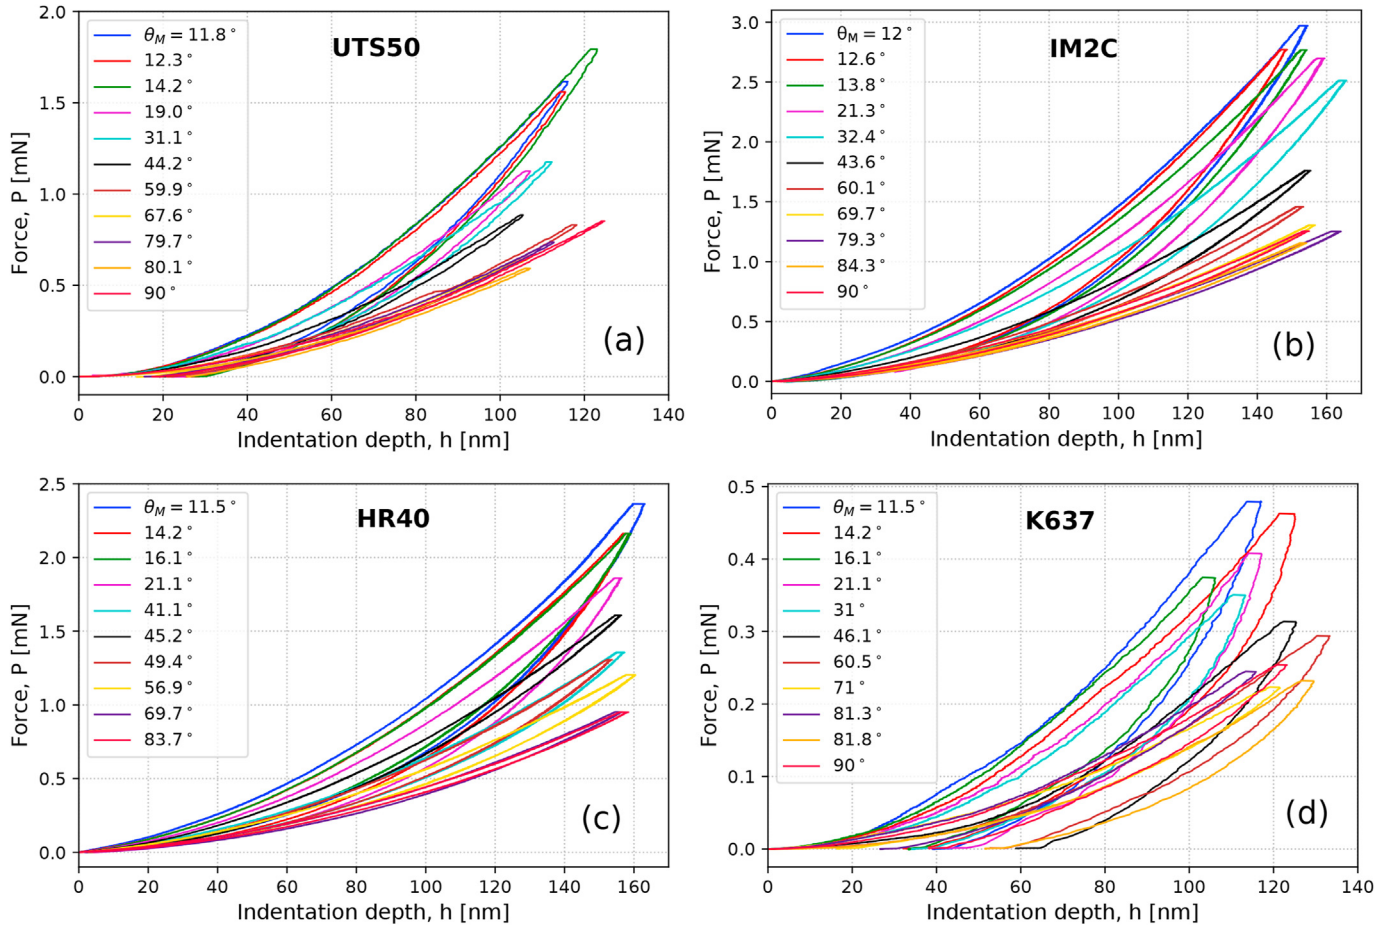 UTS50
θM = 11.8°
12.3°
14.2°
19.0°
31.1°
44.2°
59.9°
67.6°
79.7°
80.1°
90°
(a)
2.0
1.5
1.0
0.5
0.0
Force, P [mN]
0 20 40 60 80 100 120 140
Indentation depth, h [nm]
IM2C
θM = 12°
12.6°
13.8°
21.3°
32.4°
43.6°
60.1°
69.7°
79.3°
84.3°
90°
(b)
3.0
2.5
2.0
1.5
1.0
0.5
0.0
Force, P [mN]
0 20 40 60 80 100 120 140 160
Indentation depth, h [nm]
HR40
θM = 11.5°
14.2°
16.1°
21.1°
41.1°
45.2°
49.4°
56.9°
69.7°
83.7°
(c)
2.5
2.0
1.5
1.0
0.5
0.0
Force, P [mN]
0 20 40 60 80 100 120 140 160
Indentation depth, h [nm]
K637
θM = 11.5°
14.2°
16.1°
21.1°
31°
46.1°
60.5°
71°
81.3°
81.8°
90°
(d)
0.5
0.4
0.3
0.2
0.1
0.0
Force, P [mN]
0 20 40 60 80 100 120 140
Indentation depth, h [nm]